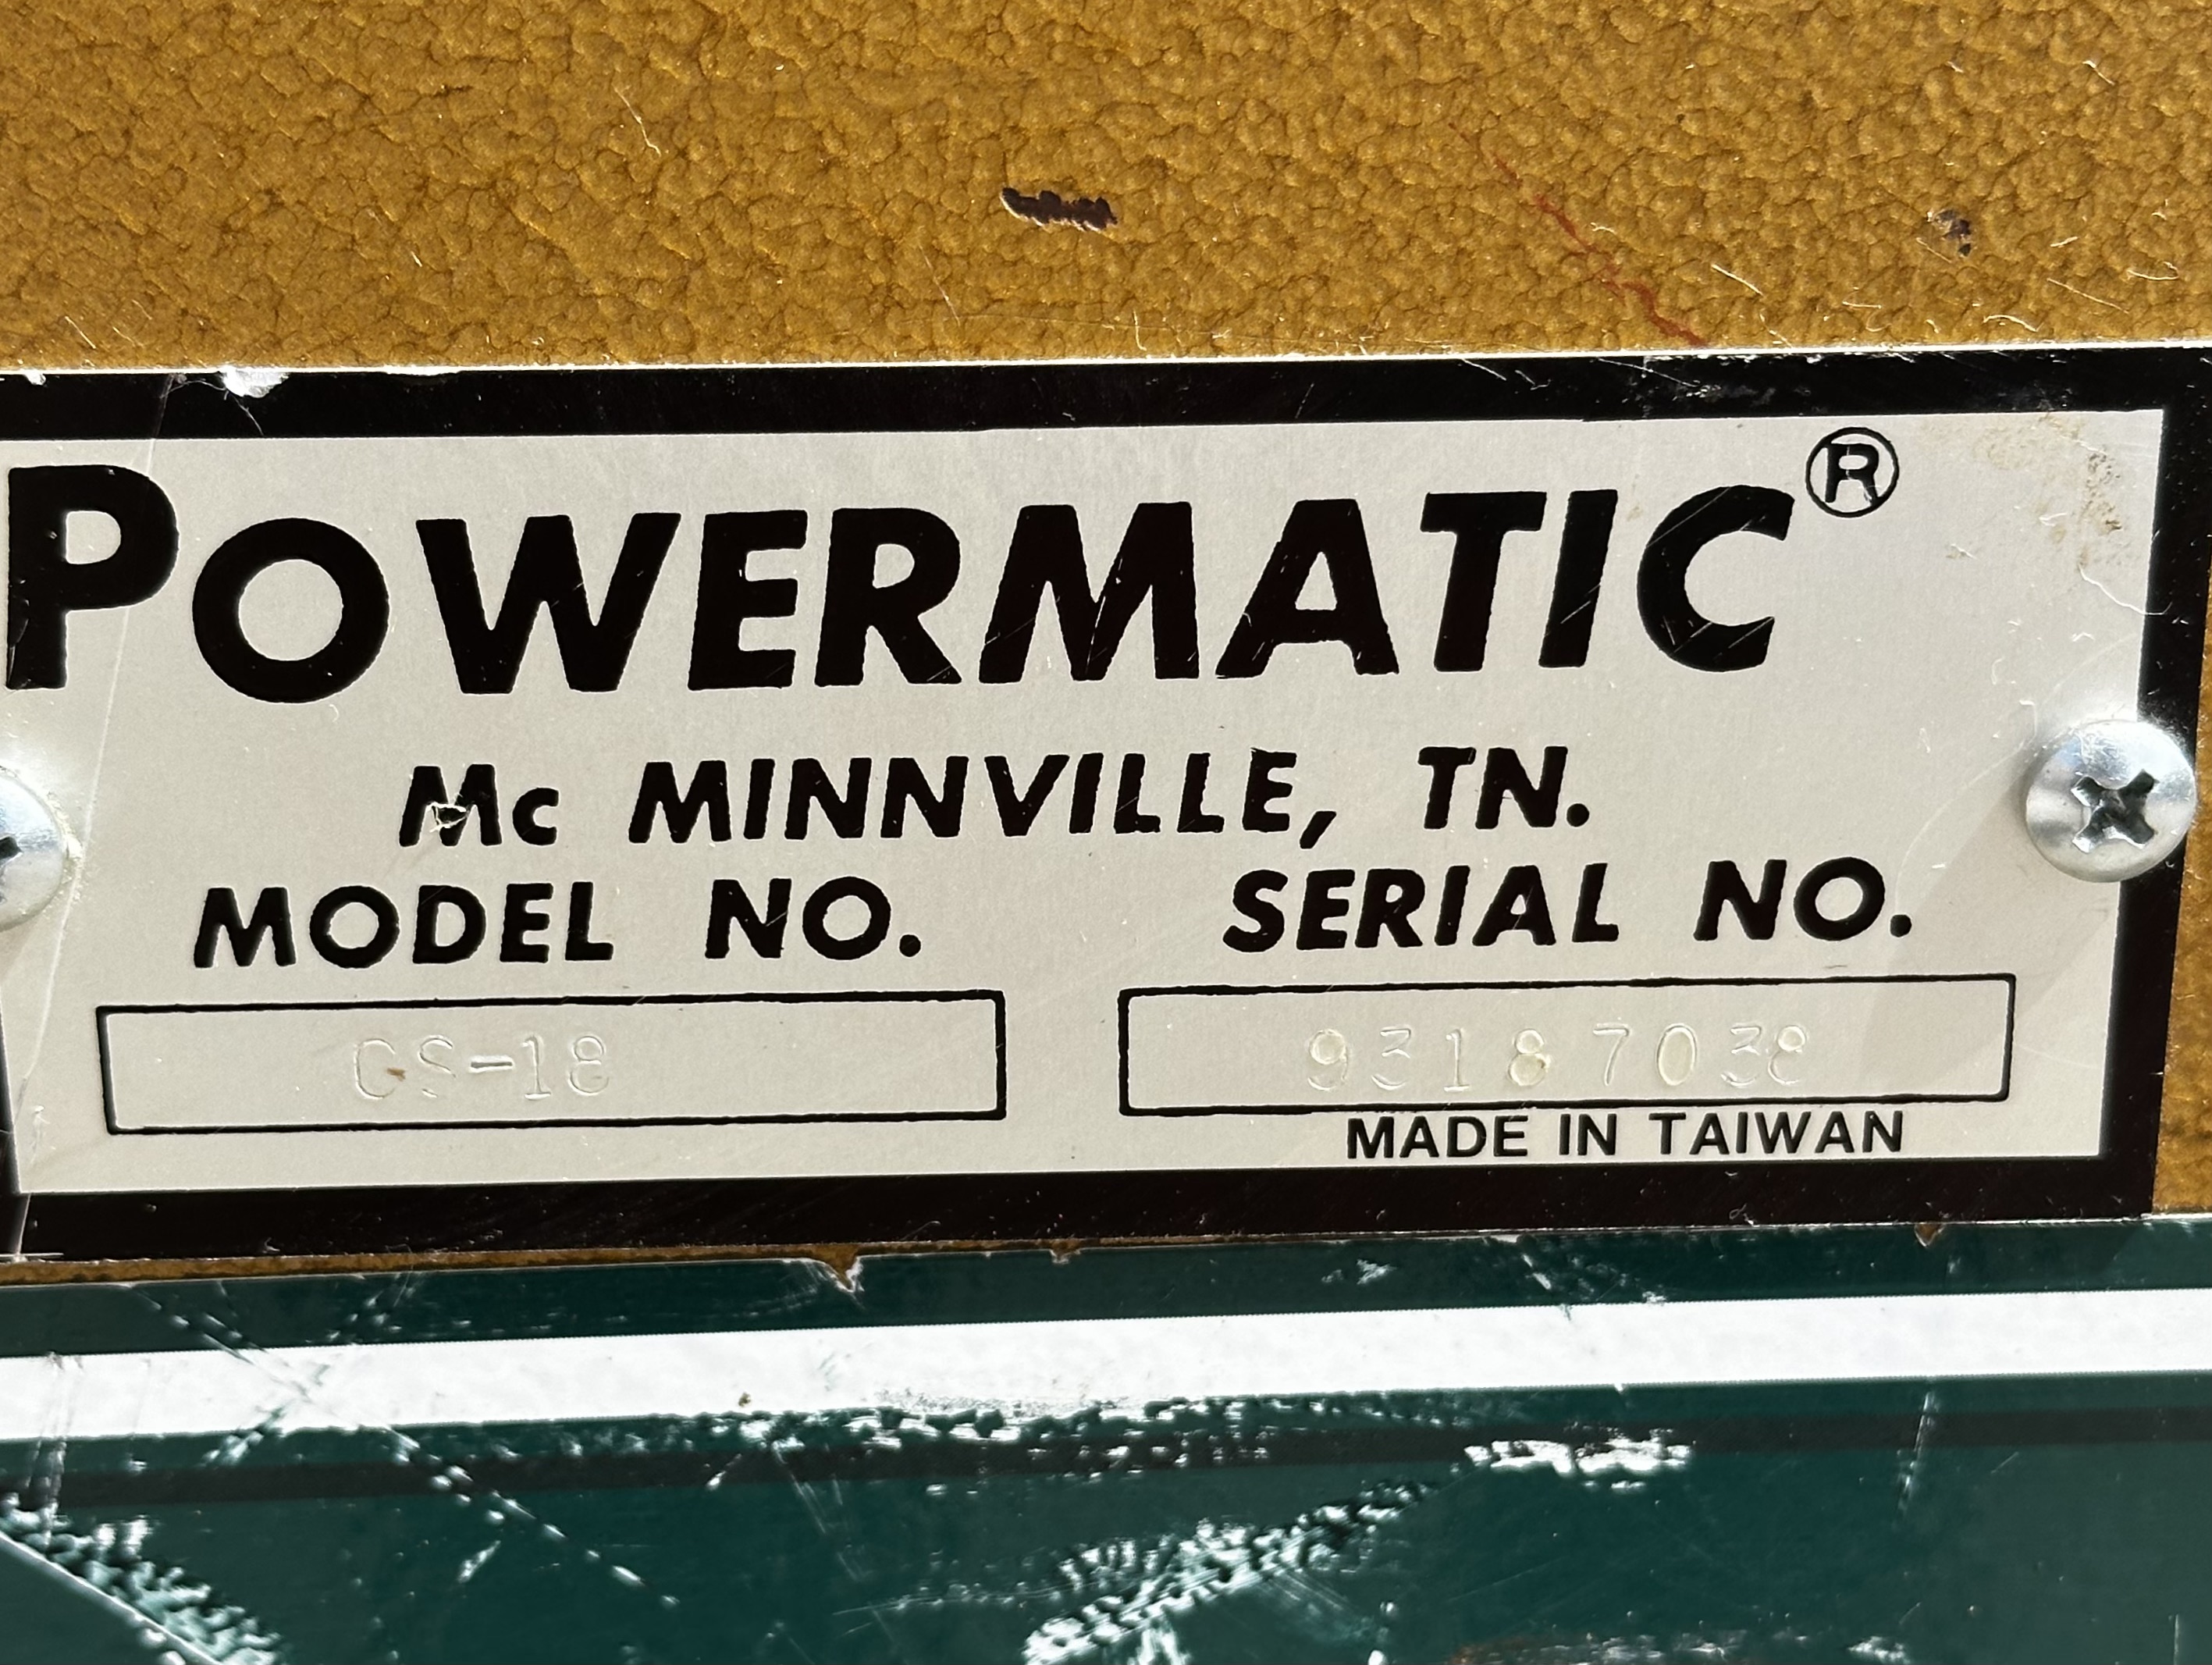 POWERMATIC®
Mc MINNVILLE, TN.
MODEL NO. SERIAL NO.
GS-18 93187038
MADE IN TAIWAN